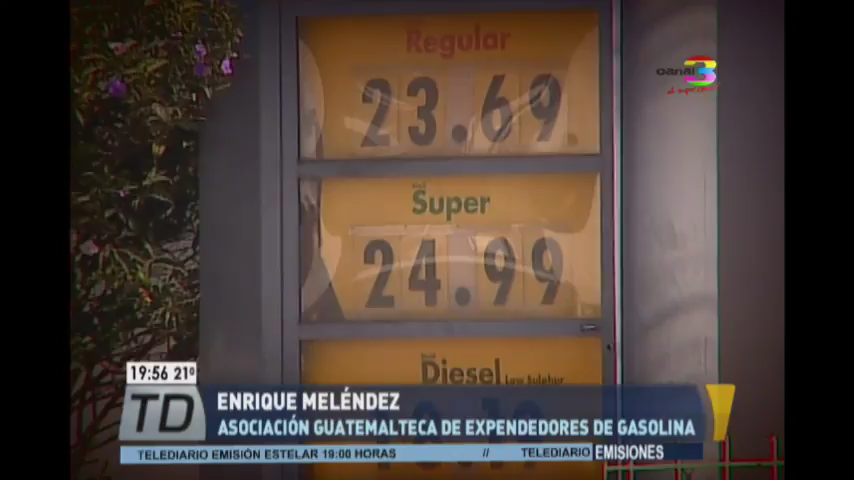 Regular
23.69
canal 3
Super
24.99
Diesel Low Sulphur
19:56 21º
TD
ENRIQUE MELÉNDEZ
ASOCIACIÓN GUATEMALTECA DE EXPENDEDORES DE GASOLINA
TELEDIARIO EMISIÓN ESTELAR 19:00 HORAS // TELEDIARIO EMISIONES